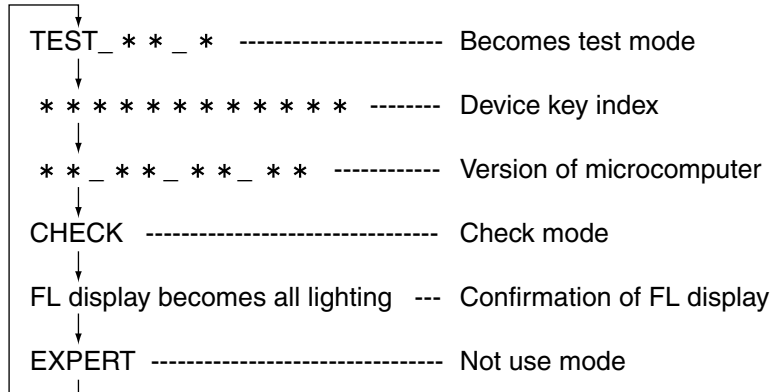 TEST_ * * _ * ---------------------- Becomes test mode
* * * * * * * * * * * * -------- Device key index
* * _ * * _ * * _ * * ------------ Version of microcomputer
CHECK -------------------------------- Check mode
FL display becomes all lighting --- Confirmation of FL display
EXPERT -------------------------------- Not use mode